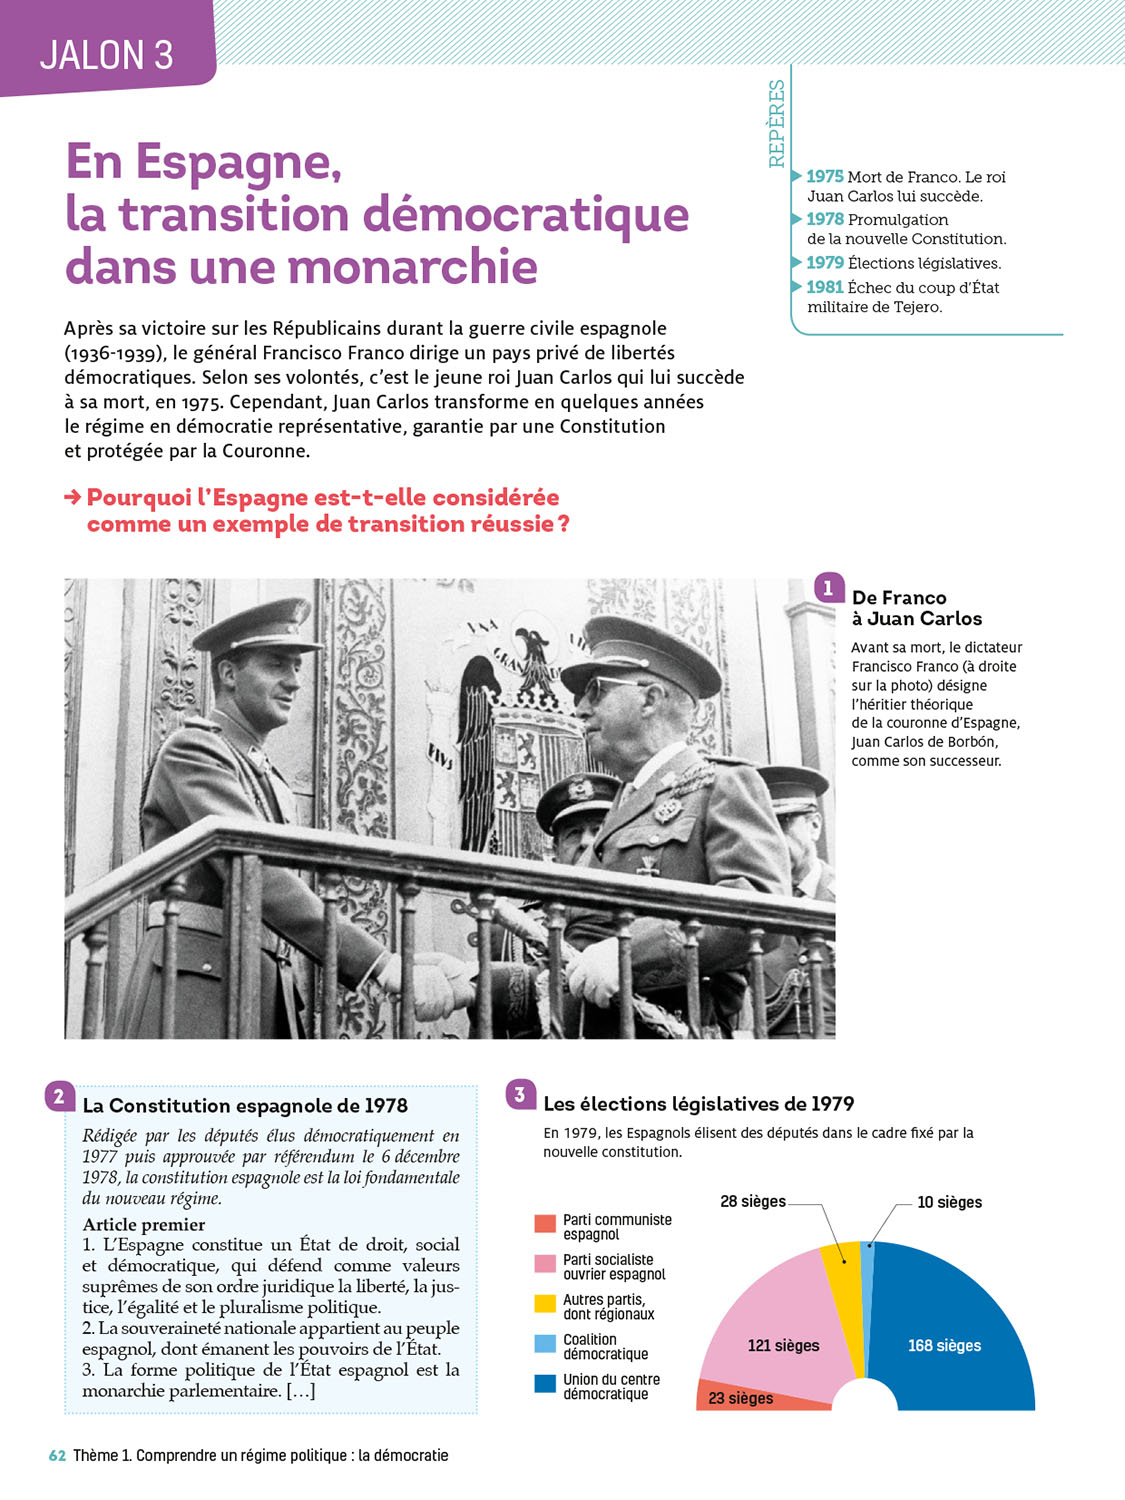 JALON 3
En Espagne,
la transition démocratique
dans une monarchie
REPÈRES
1975 Mort de Franco. Le roi
Juan Carlos lui succède.
1978 Promulgation
de la nouvelle Constitution.
1979 Élections législatives.
1981 Échec du coup d'État
militaire de Tejero.
Après sa victoire sur les Républicains durant la guerre civile espagnole
(1936-1939), le général Francisco Franco dirige un pays privé de libertés
démocratiques. Selon ses volontés, c'est le jeune roi Juan Carlos qui lui succède
à sa mort, en 1975. Cependant, Juan Carlos transforme en quelques années
le régime en démocratie représentative, garantie par une Constitution
et protégée par la Couronne.
→ Pourquoi l'Espagne est-t-elle considérée
comme un exemple de transition réussie ?
UNA
GRAN
1
De Franco
à Juan Carlos
Avant sa mort, le dictateur
Francisco Franco (à droite
sur la photo) désigne
l'héritier théorique
de la couronne d'Espagne,
Juan Carlos de Borbón,
comme son successeur.
2
La Constitution espagnole de 1978
Rédigée par les députés élus démocratiquement en
1977 puis approuvée par référendum le 6 décembre
1978, la constitution espagnole est la loi fondamentale
du nouveau régime.
Article premier
1. L'Espagne constitue un État de droit, social
et démocratique, qui défend comme valeurs
suprêmes de son ordre juridique la liberté, la jus-
tice, l'égalité et le pluralisme politique.
2. La souveraineté nationale appartient au peuple
espagnol, dont émanent les pouvoirs de l'État.
3. La forme politique de l'État espagnol est la
monarchie parlementaire. […]
3
Les élections législatives de 1979
En 1979, les Espagnols élisent des députés dans le cadre fixé par la
nouvelle constitution.
Parti communiste
espagnol
Parti socialiste
ouvrier espagnol
Autres partis,
dont régionaux
Coalition
démocratique
Union du centre
démocratique
28 sièges
10 sièges
121 sièges
168 sièges
23 sièges
62 Thème 1. Comprendre un régime politique : la démocratie